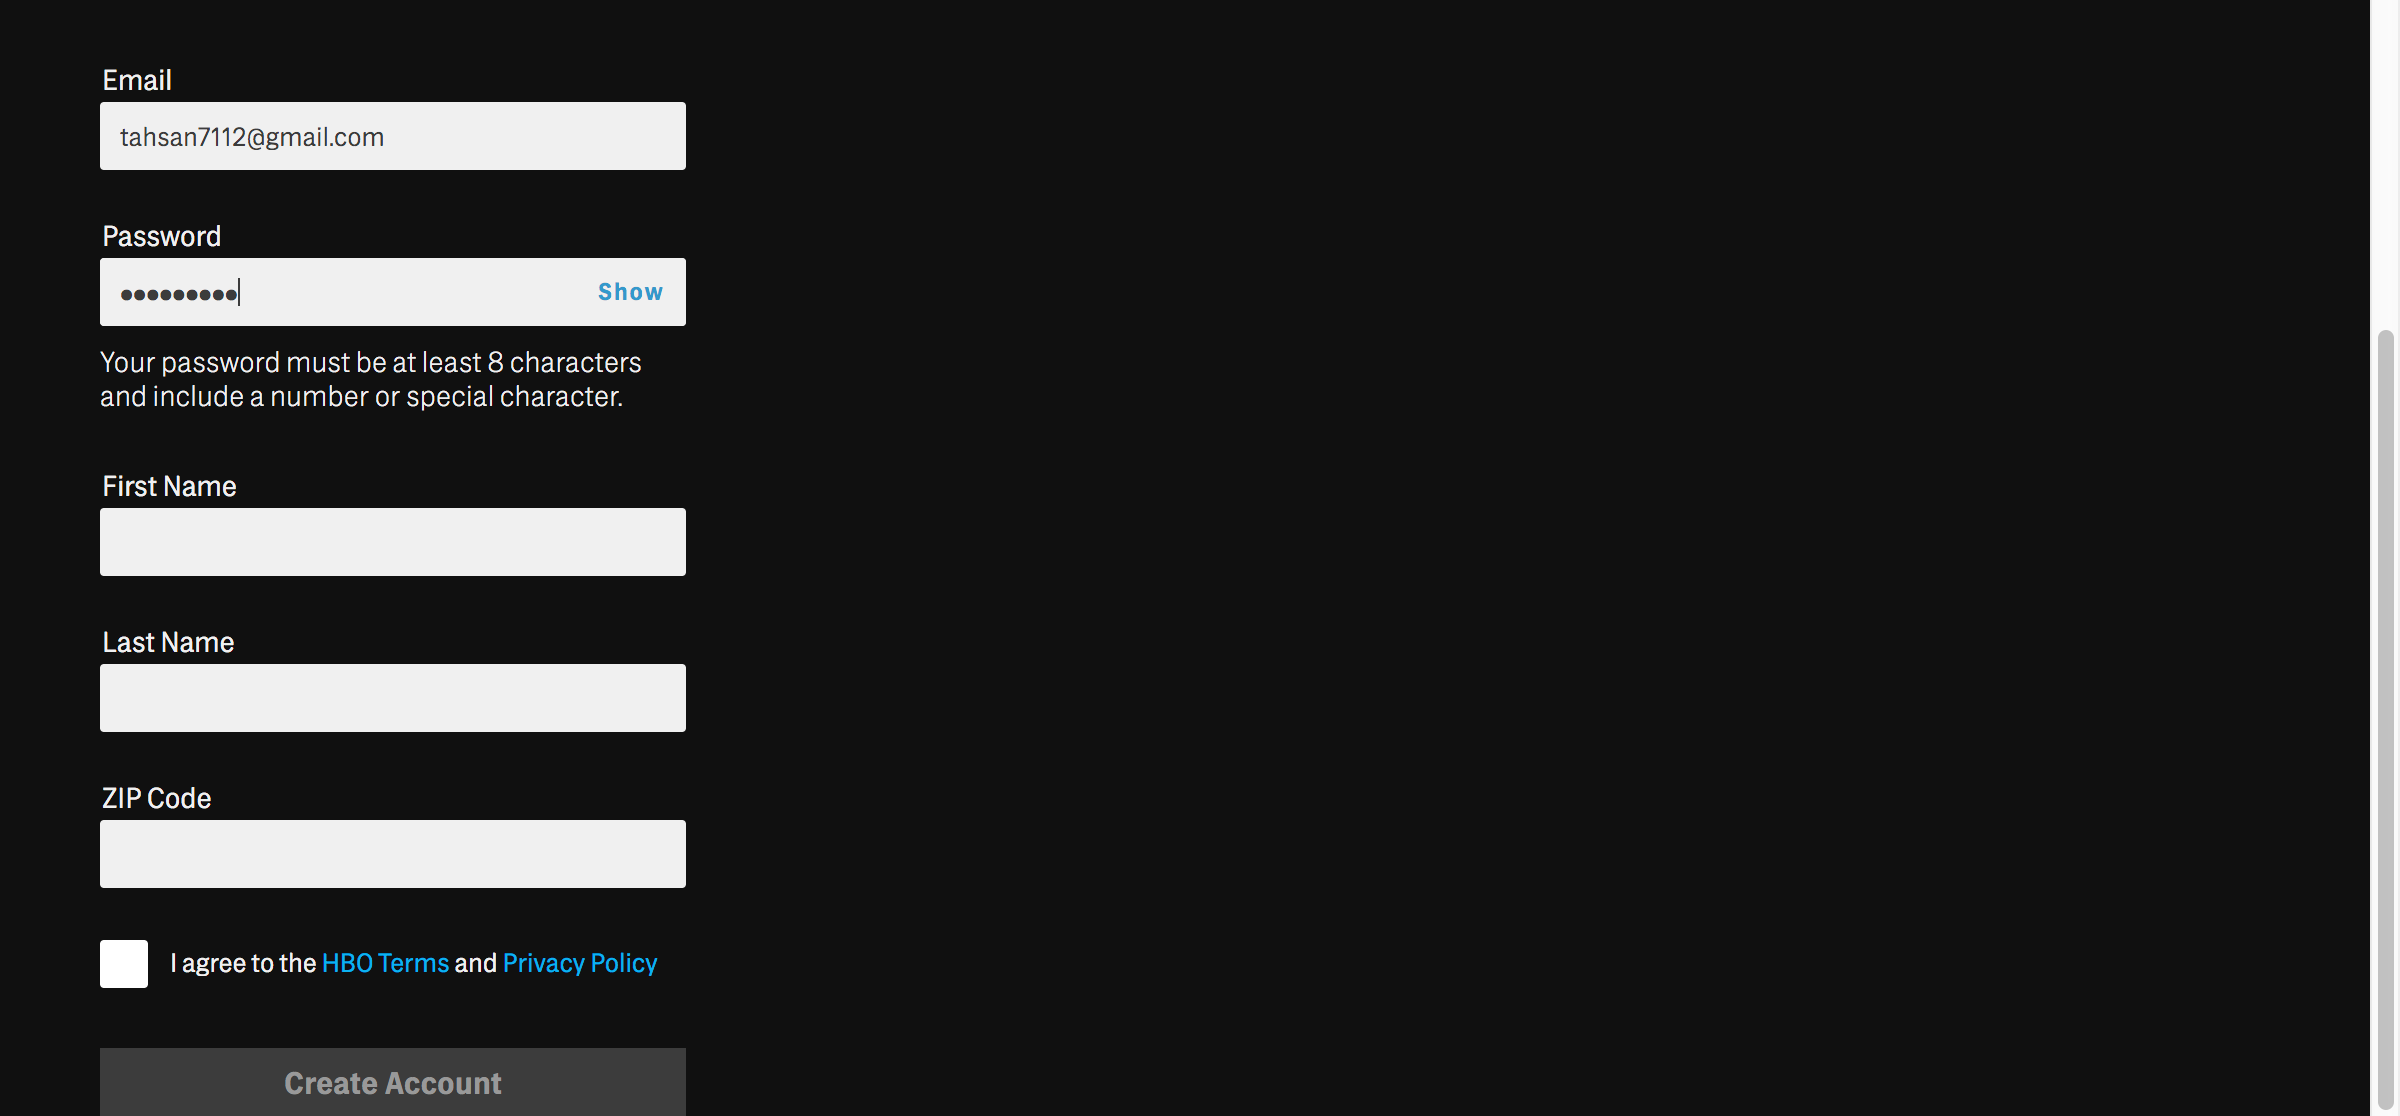 Email
tahsan7112@gmail.com
Password
•••••••••
Show
Your password must be at least 8 characters
and include a number or special character.
First Name
Last Name
ZIP Code
I agree to the HBO Terms and Privacy Policy
Create Account